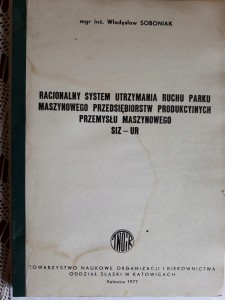 mgr inż. Władysław SOBONIAK
RACJONALNY SYSTEM UTRZYMANIA RUCHU PARKU
MASZYNOWEGO PRZEDSIĘBIORSTW PRODUKCYJNYCH
PRZEMYSŁU MASZYNOWEGO
SIZ – UR
TNOiK
TOWARZYSTWO NAUKOWE ORGANIZACJI I KIEROWNICTWA
ODDZIAŁ ŚLĄSKI W KATOWICACH
Katowice 1977